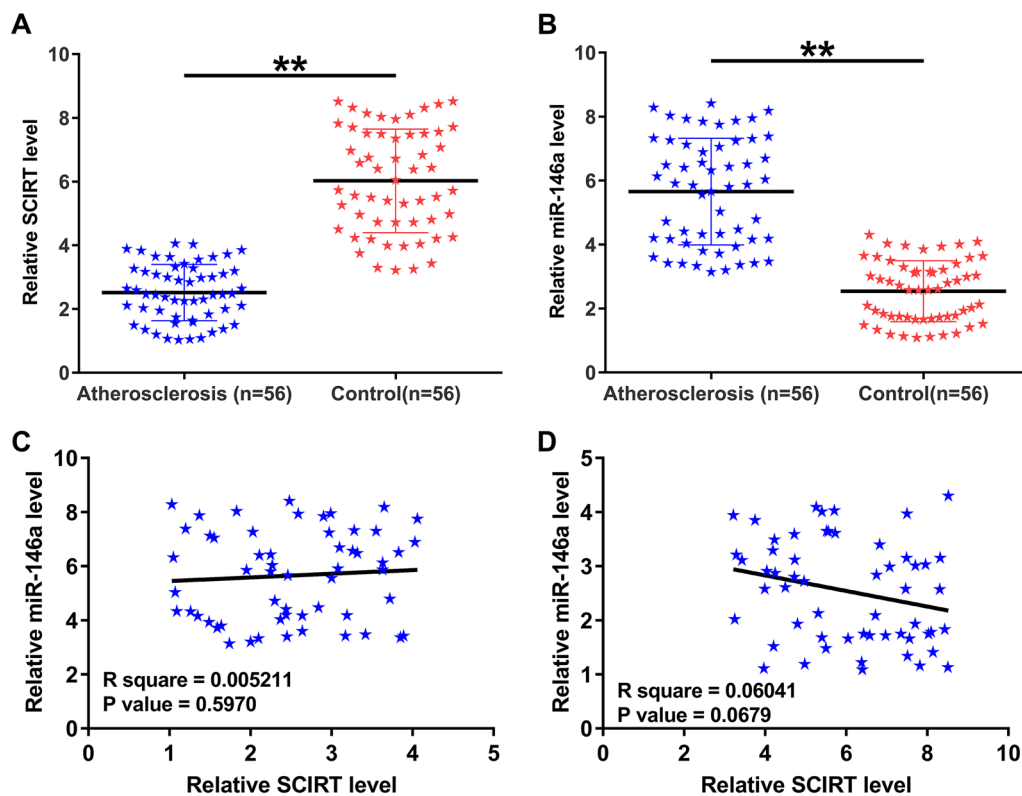 A
Relative SCIRT level
10
8
6
4
2
0
**
Atherosclerosis (n=56)
Control(n=56)
B
Relative miR-146a level
10
8
6
4
2
0
**
Atherosclerosis (n=56)
Control(n=56)
C
Relative miR-146a level
10
8
6
4
2
0
R square = 0.005211
P value = 0.5970
0 1 2 3 4 5
Relative SCIRT level
D
Relative miR-146a level
5
4
3
2
1
0
R square = 0.06041
P value = 0.0679
0 2 4 6 8 10
Relative SCIRT level